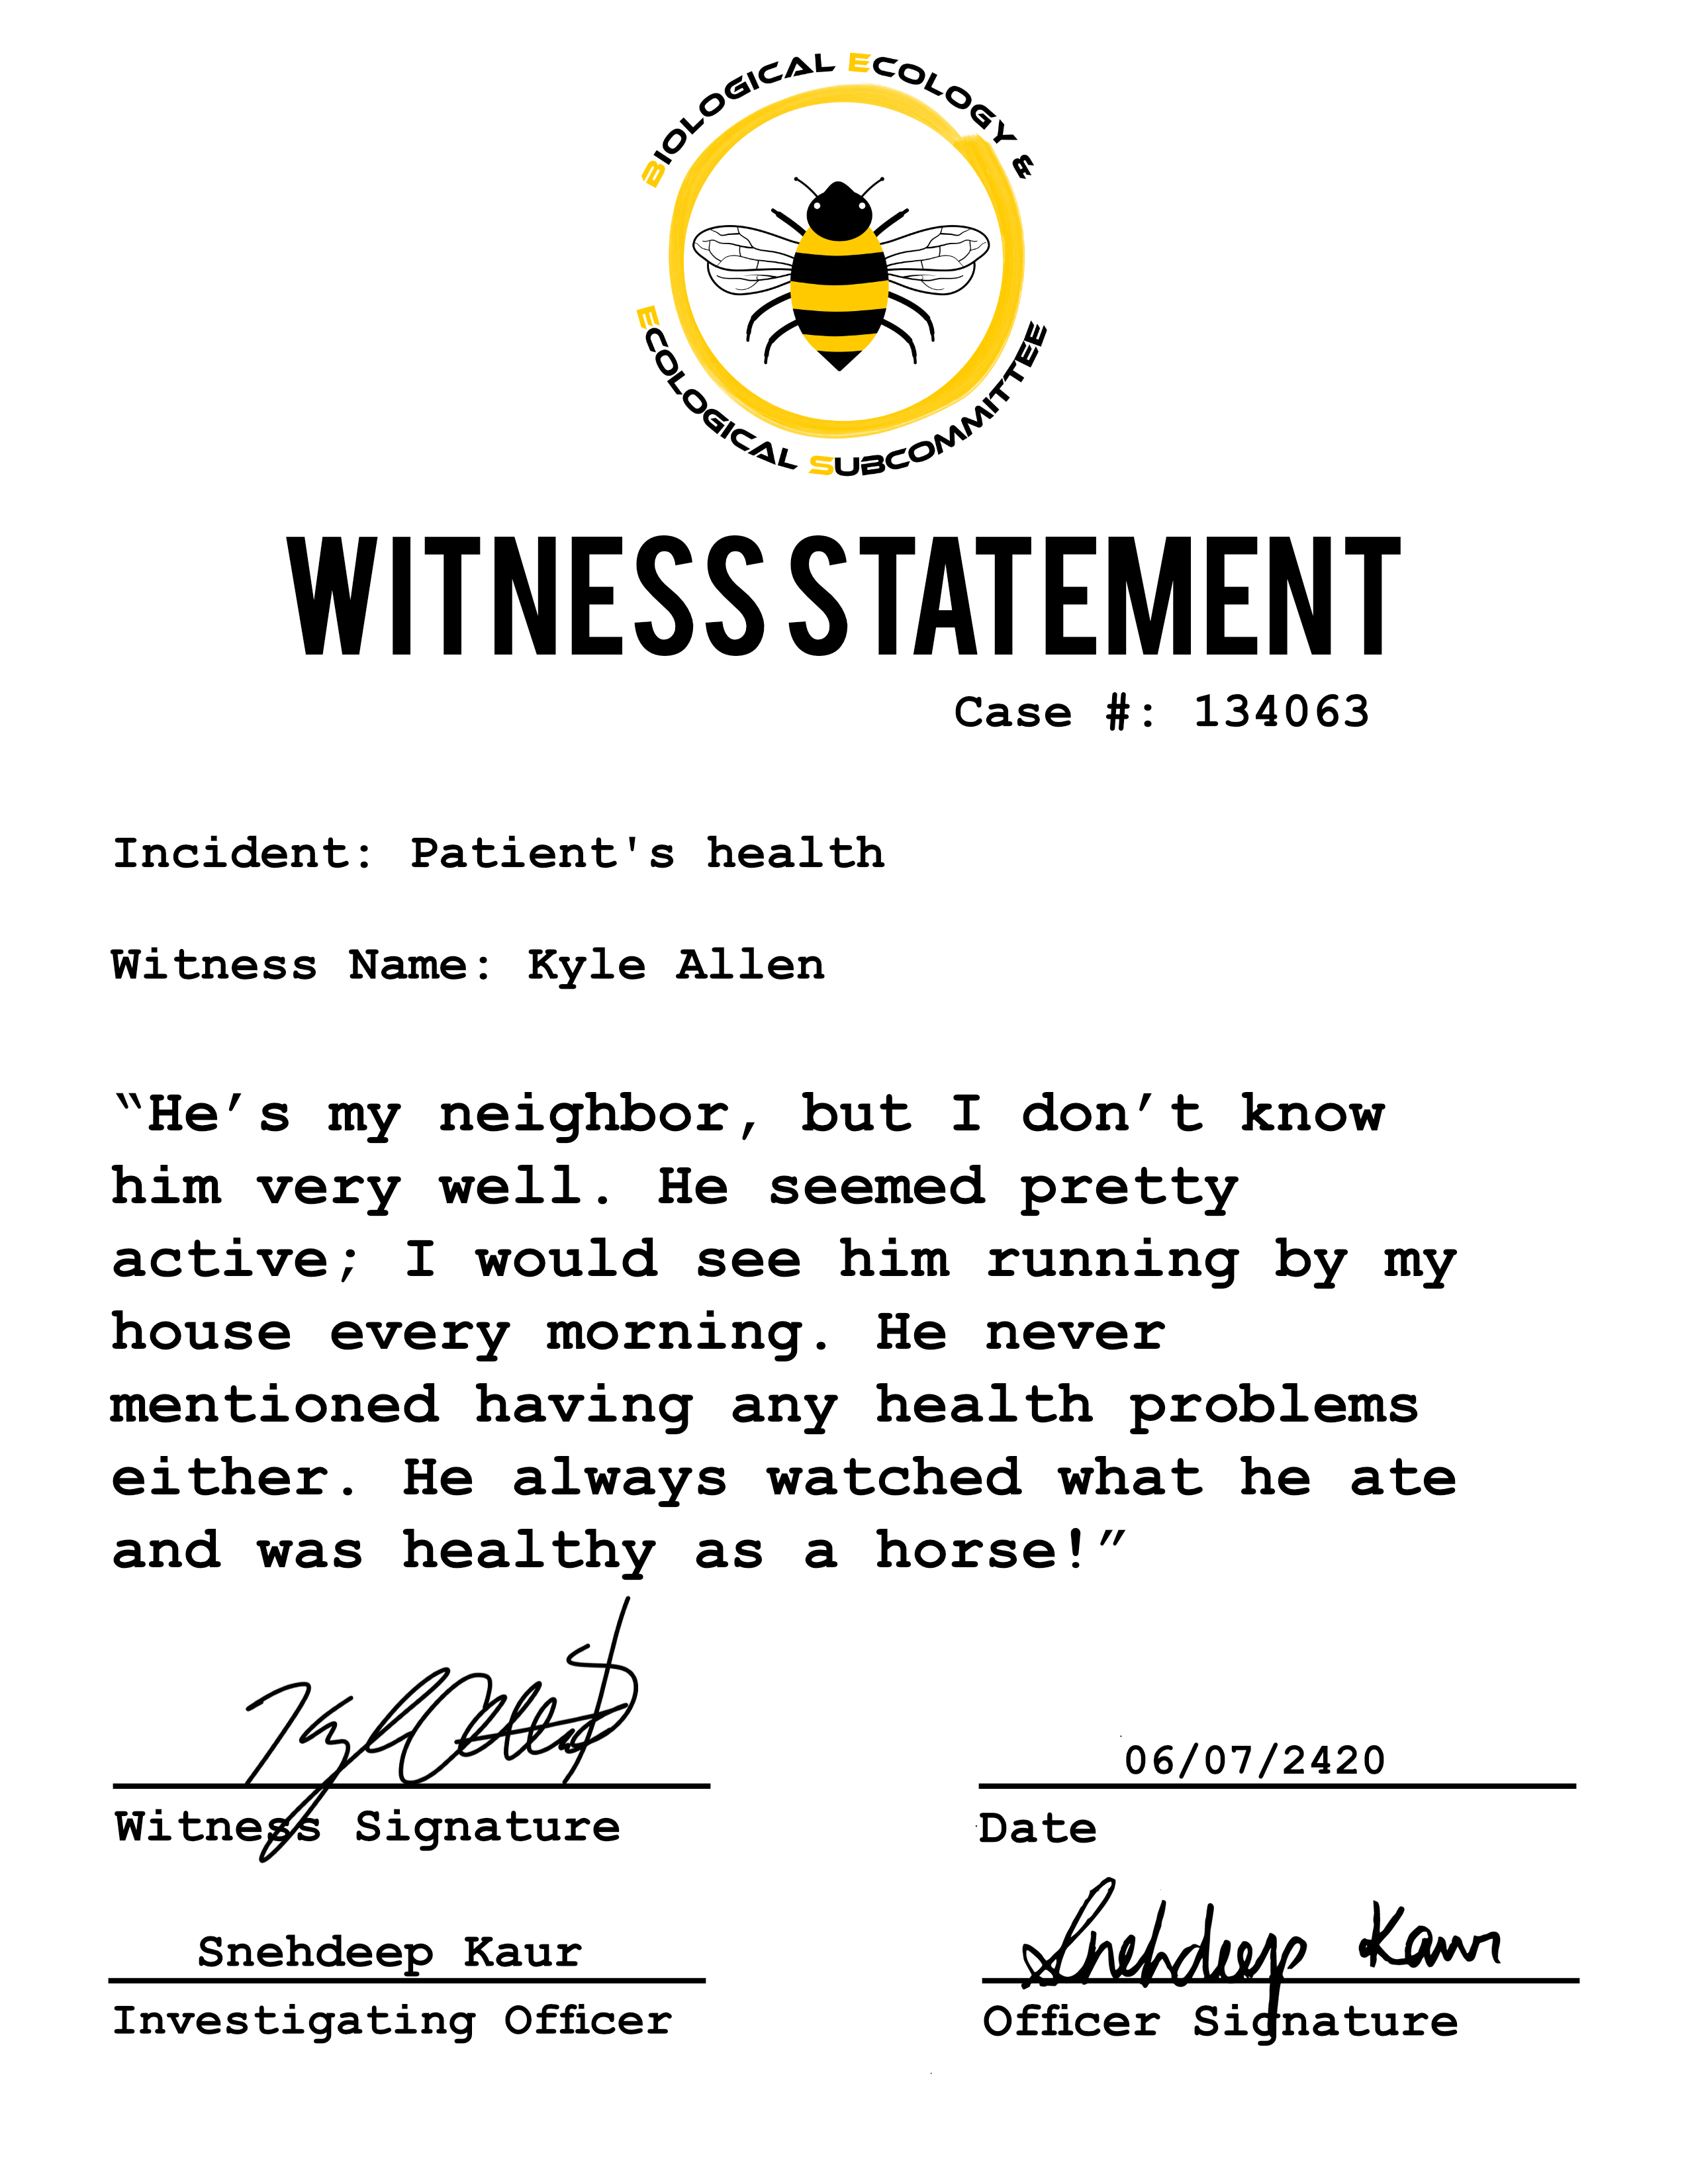 BIOLOGICAL ECOLOGY &
ECOLOGICAL SUBCOMMITTEE
WITNESS STATEMENT
Case #: 134063
Incident: Patient's health
Witness Name: Kyle Allen
“He’s my neighbor, but I don’t know
him very well. He seemed pretty
active; I would see him running by my
house every morning. He never
mentioned having any health problems
either. He always watched what he ate
and was healthy as a horse!”
Kyle Allen
06/07/2420
Witness Signature
Date
Snehdeep Kaur
Snehdeep Kaur
Investigating Officer
Officer Signature